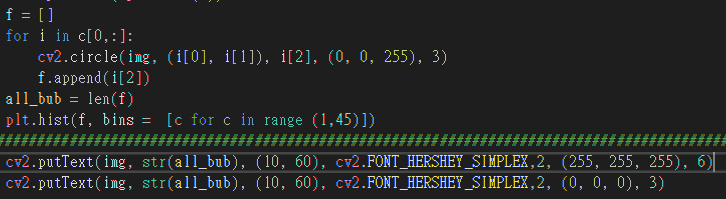 f = []
for i in c[0,:]:
    cv2.circle(img, (i[0], i[1]), i[2], (0, 0, 255), 3)
    f.append(i[2])
all_bub = len(f)
plt.hist(f, bins =  [c for c in range (1,45)])
####################################################################################################
cv2.putText(img, str(all_bub), (10, 60), cv2.FONT_HERSHEY_SIMPLEX,2, (255, 255, 255), 6)
cv2.putText(img, str(all_bub), (10, 60), cv2.FONT_HERSHEY_SIMPLEX,2, (0, 0, 0), 3)